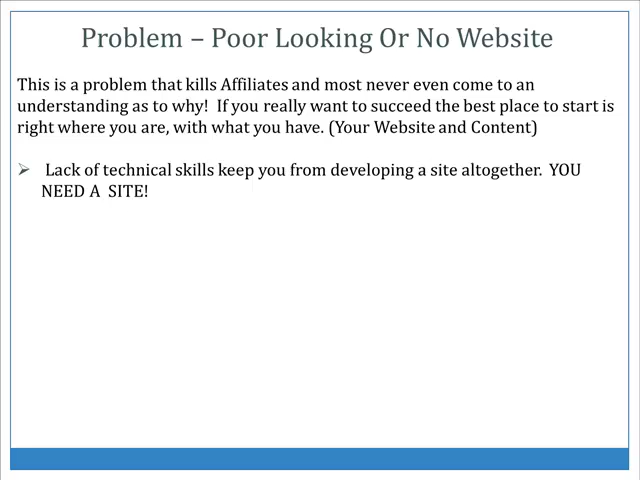 Problem – Poor Looking Or No Website
This is a problem that kills Affiliates and most never even come to an
understanding as to why!  If you really want to succeed the best place to start is
right where you are, with what you have. (Your Website and Content)
➢ Lack of technical skills keep you from developing a site altogether.  YOU
NEED A  SITE!